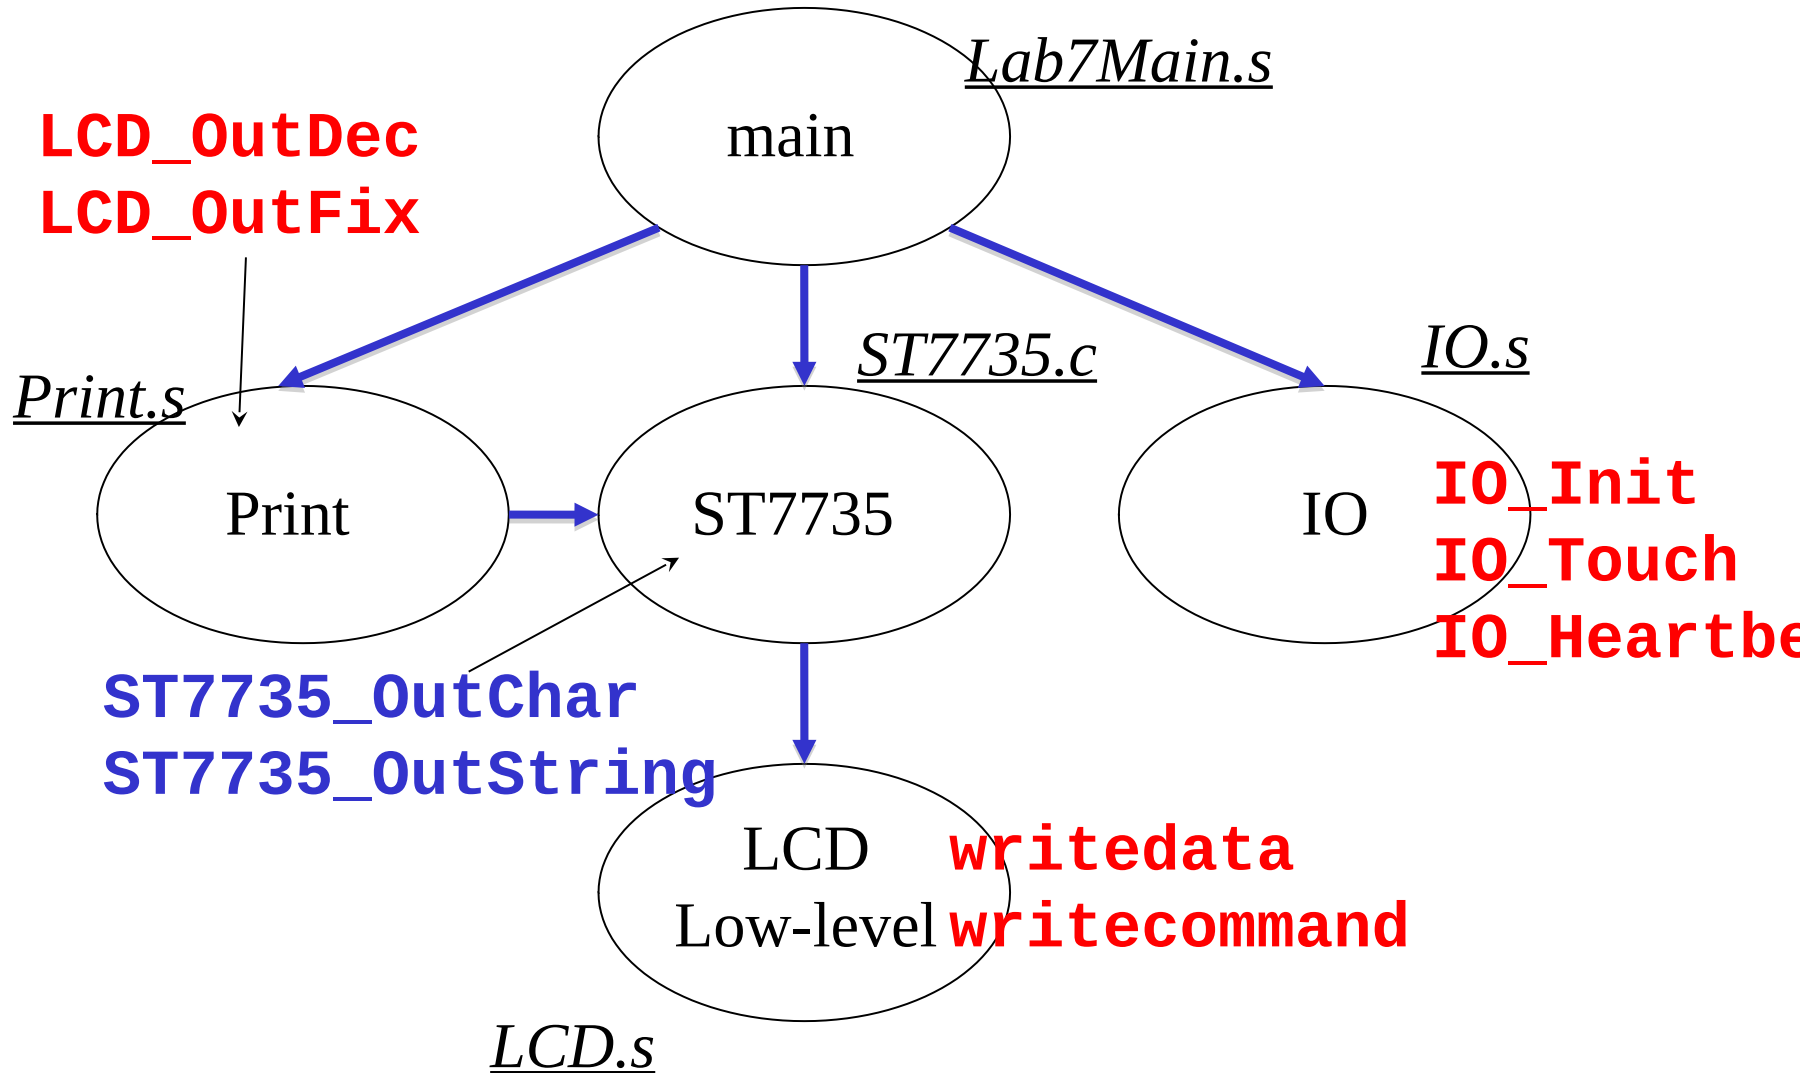 Lab7Main.s
main
LCD_OutDec
LCD_OutFix
ST7735.c
IO.s
Print.s
Print
ST7735
IO
IO_Init
IO_Touch
IO_Heartbe
ST7735_OutChar
ST7735_OutString
LCD
Low-level
writedata
writecommand
LCD.s